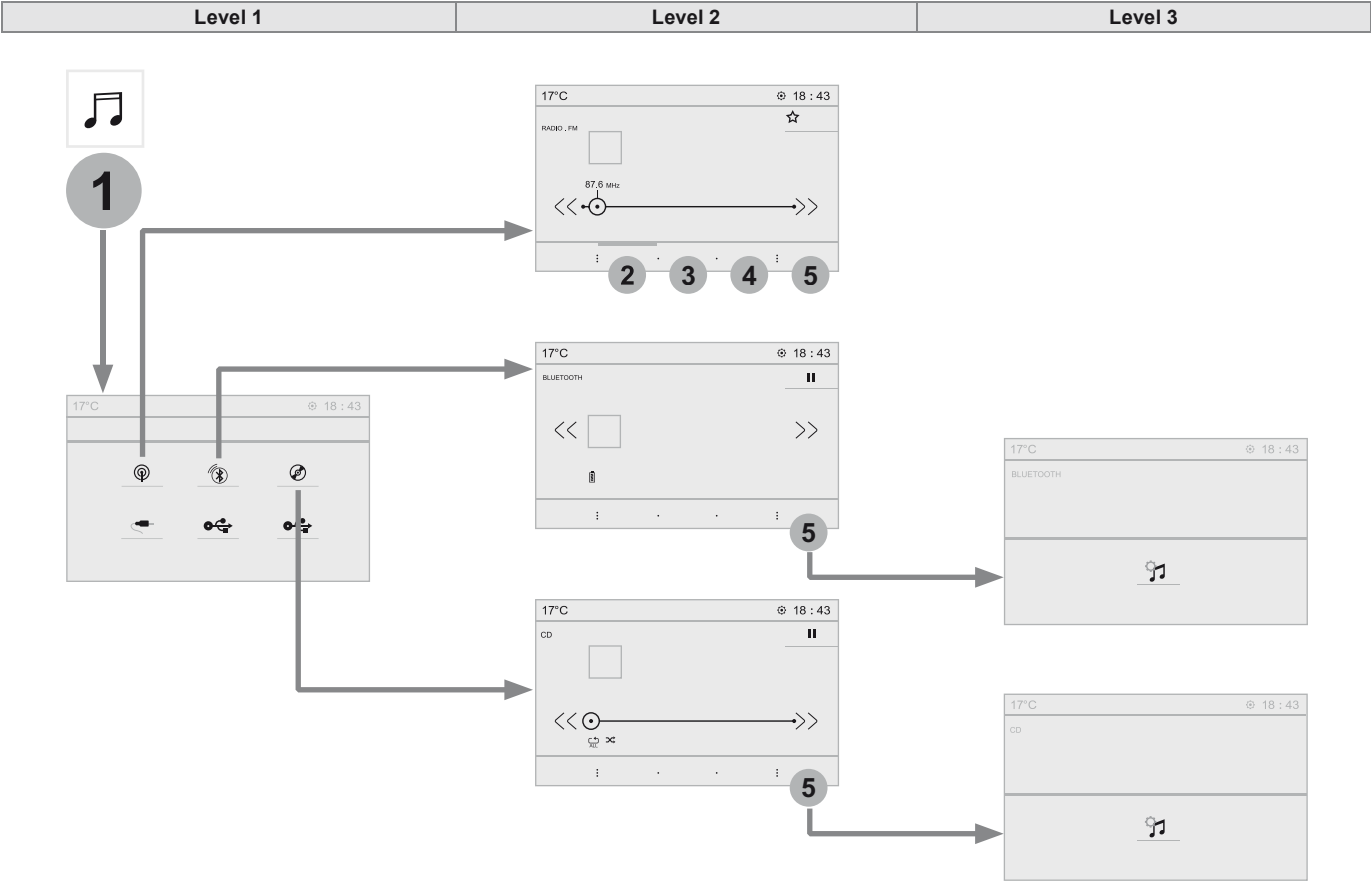 Level 1 Level 2 Level 3
1
17°C 18 : 43
17°C 18 : 43
RADIO . FM
87.6 MHz
2 3 4 5
17°C 18 : 43
BLUETOOTH
5
17°C 18 : 43
CD
ALL
5
17°C 18 : 43
BLUETOOTH
17°C 18 : 43
CD